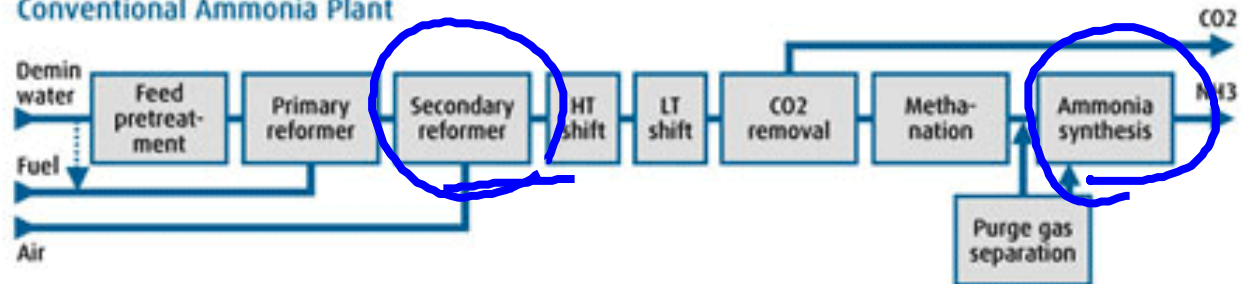 Conventional Ammonia Plant
CO2
Demin
water
Feed
pretreat-
ment
Primary
reformer
Secondary
reformer
HT
shift
LT
shift
CO2
removal
Metha-
nation
Ammonia
synthesis
NH3
Fuel
Air
Purge gas
separation